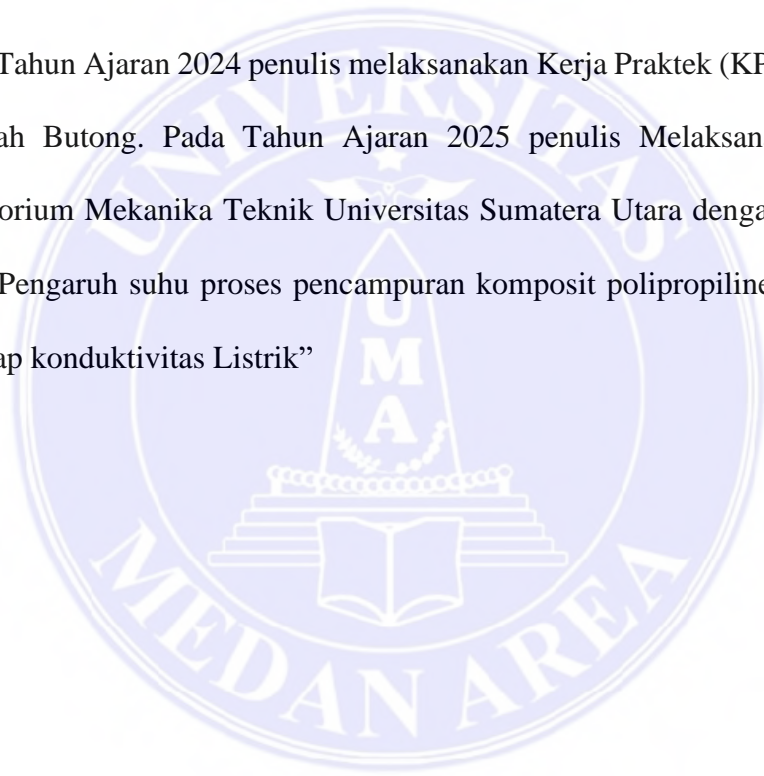 Tahun Ajaran 2024 penulis melaksanakan Kerja Praktek (KP
ah Butong. Pada Tahun Ajaran 2025 penulis Melaksan
orium Mekanika Teknik Universitas Sumatera Utara denga
Pengaruh suhu proses pencampuran komposit polipropiline
ap konduktivitas Listrik”
UNIVERSITAS
UMA
MEDAN AREA